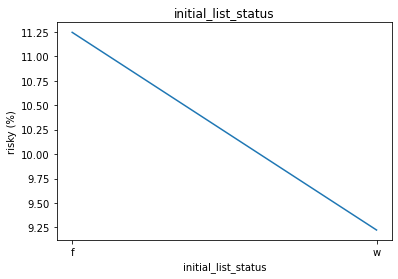 initial_list_status
11.25
11.00
10.75
10.50
10.25
10.00
9.75
9.50
9.25
risky (%)
f
w
initial_list_status